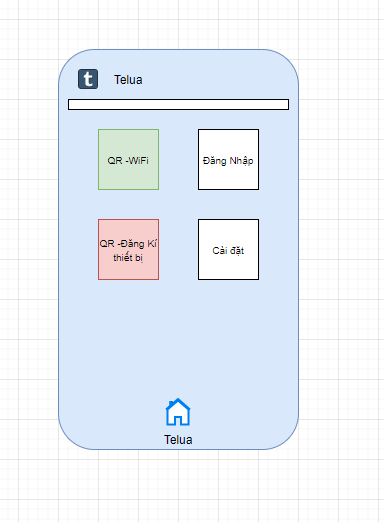 t
Telua
QR -WiFi
Đăng Nhập
QR -Đăng Kí
thiết bị
Cài đặt
Telua